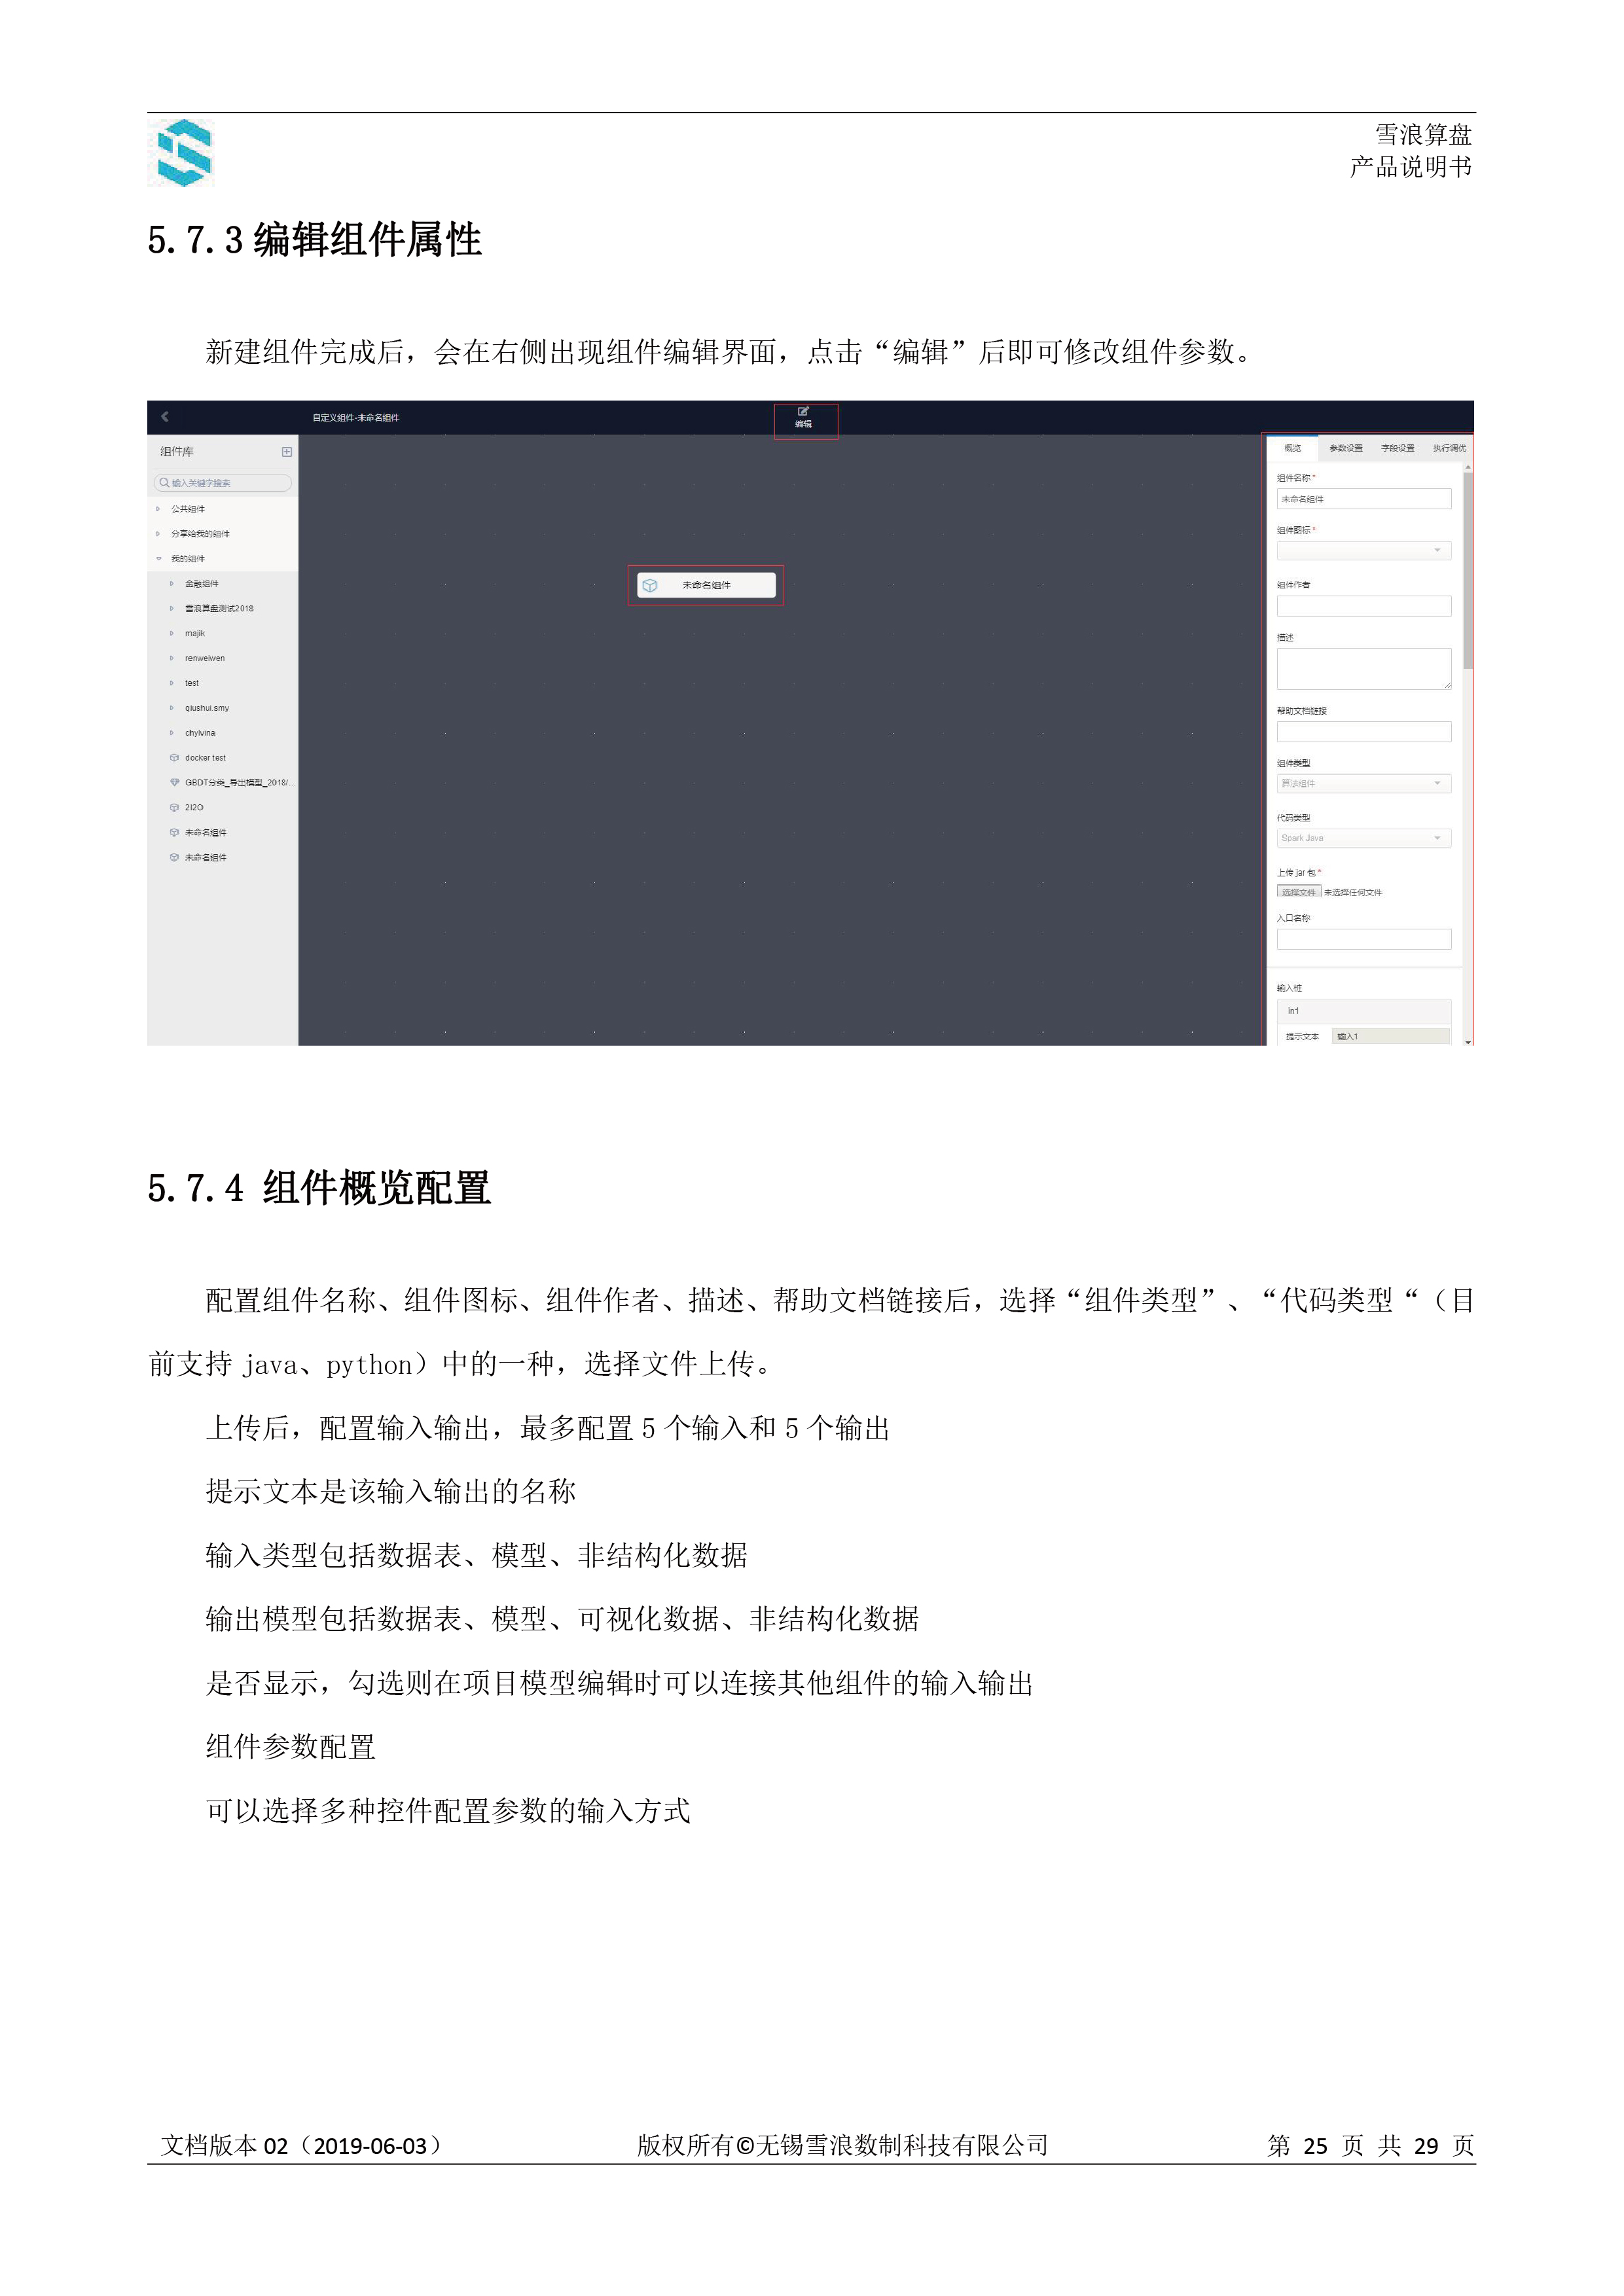 雪浪算盘
产品说明书
5.7.3编辑组件属性
新建组件完成后，会在右侧出现组件编辑界面，点击“编辑”后即可修改组件参数。
自定义组件-未命名组件
编辑
组件库
输入关键字搜索
公共组件
分享给我的组件
我的组件
金融组件
雪浪算盘测试2018
majik
renweiwen
test
qiushui.smy
chylvina
docker test
GBDT分类_导出模型_2018/...
2I2O
未命名组件
未命名组件
未命名组件
概览 参数设置 字段设置 执行调优
组件名称*
未命名组件
组件图标*
组件作者
描述
帮助文档链接
组件类型
算法组件
代码类型
Spark Java
上传 jar 包*
选择文件 未选择任何文件
入口名称
输入桩
in1
提示文本 输入1
5.7.4 组件概览配置
配置组件名称、组件图标、组件作者、描述、帮助文档链接后，选择“组件类型”、“代码类型“（目
前支持 java、python）中的一种，选择文件上传。
上传后，配置输入输出，最多配置 5 个输入和 5 个输出
提示文本是该输入输出的名称
输入类型包括数据表、模型、非结构化数据
输出模型包括数据表、模型、可视化数据、非结构化数据
是否显示，勾选则在项目模型编辑时可以连接其他组件的输入输出
组件参数配置
可以选择多种控件配置参数的输入方式
文档版本 02（2019-06-03） 版权所有©无锡雪浪数制科技有限公司 第 25 页 共 29 页